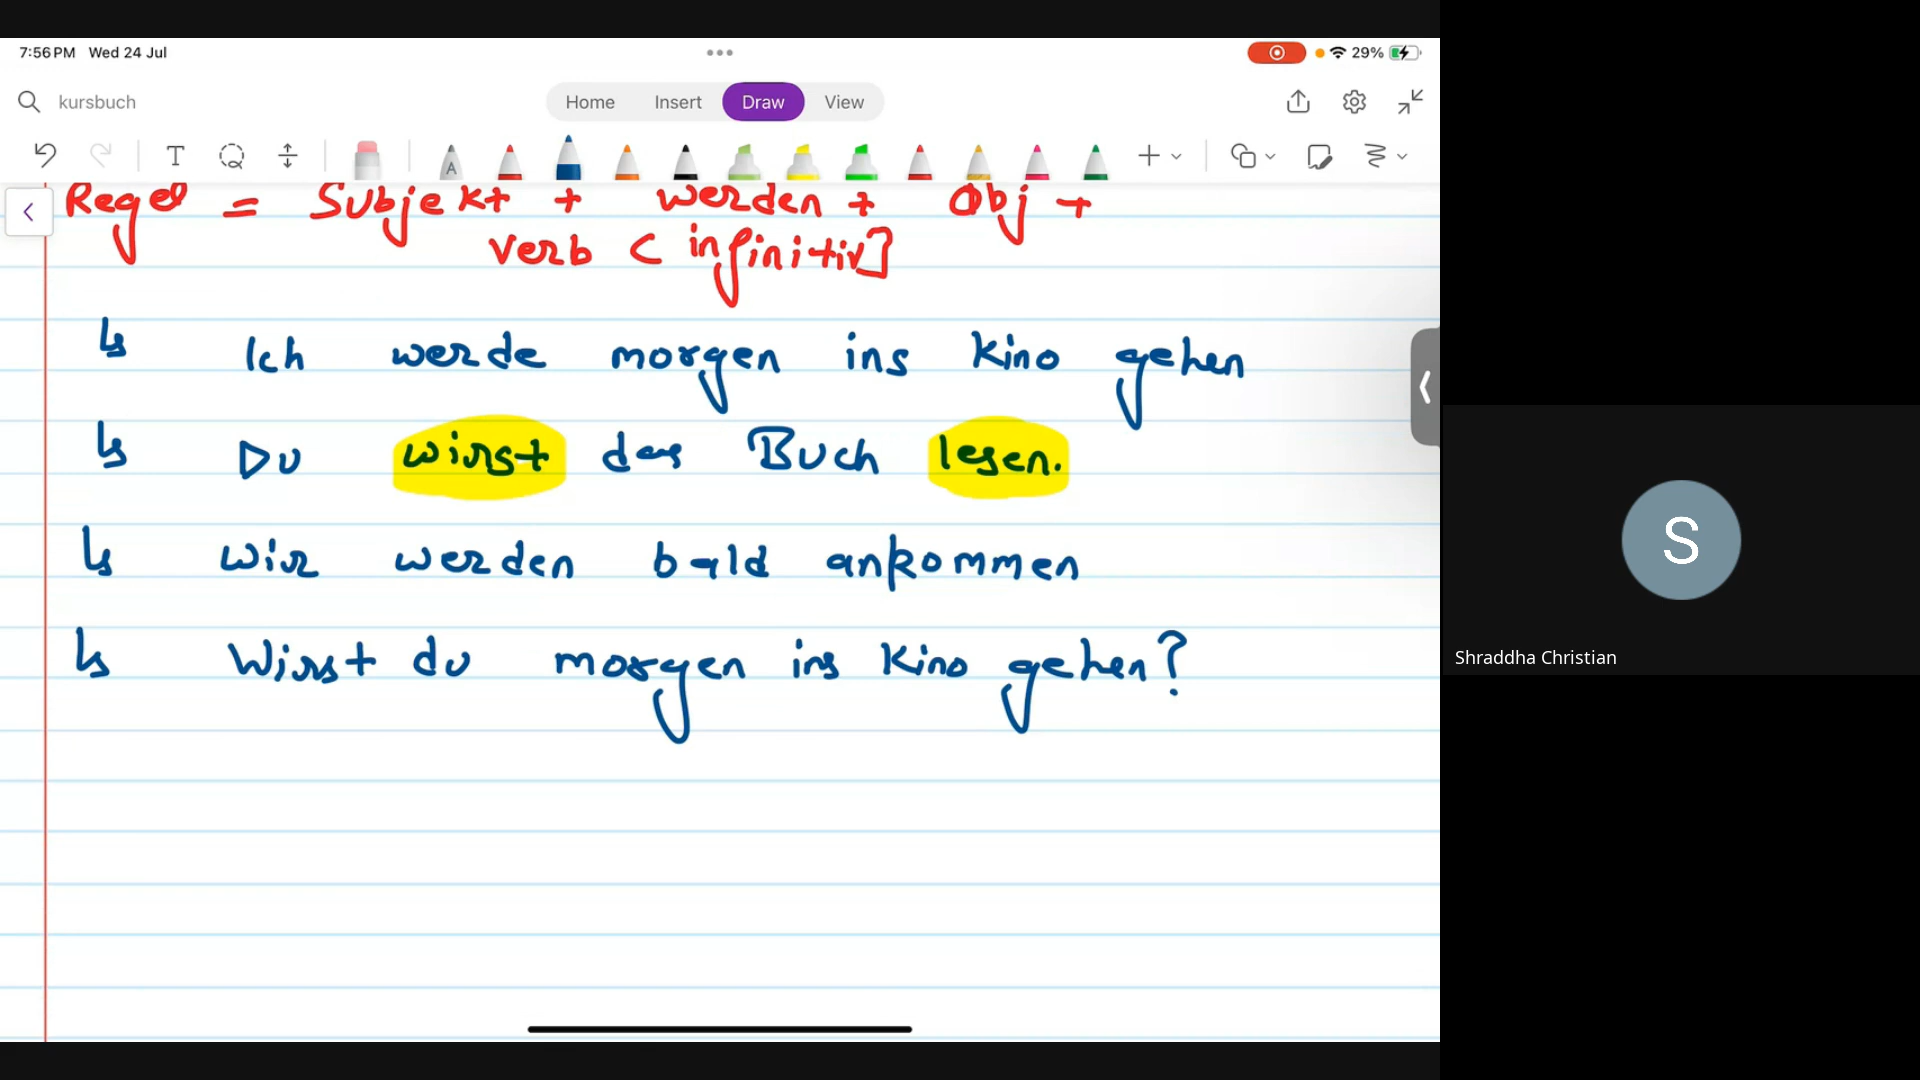 7:56 PM Wed 24 Jul
29%
kursbuch
Home Insert Draw View
T A
Regel = Subjekt + werden + Obj +
verb [infinitiv]
↳ Ich werde morgen ins Kino gehen
↳ Du wirst das Buch lesen.
↳ Wir werden bald ankommen
↳ Wirst du morgen ins Kino gehen?
S
Shraddha Christian